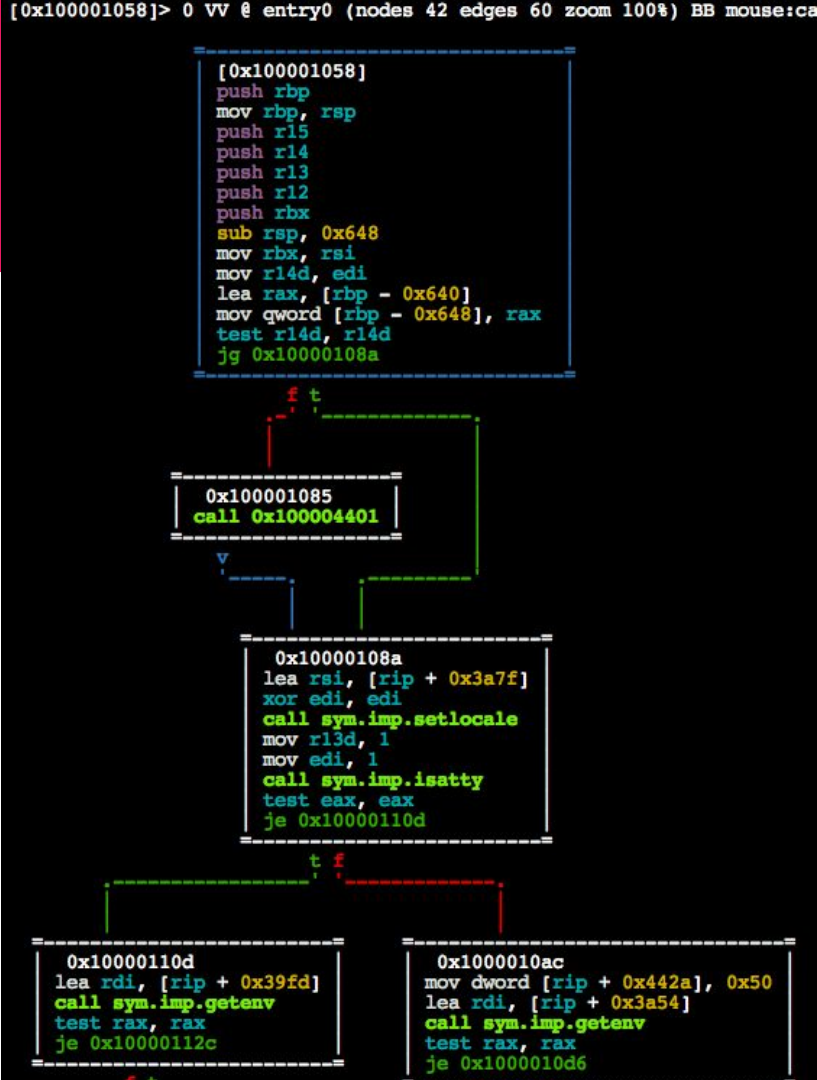 [0x100001058]> 0 VV @ entry0 (nodes 42 edges 60 zoom 100%) BB mouse:ca
[0x100001058]
push rbp
mov rbp, rsp
push r15
push r14
push r13
push r12
push rbx
sub rsp, 0x648
mov rbx, rsi
mov r14d, edi
lea rax, [rbp - 0x640]
mov qword [rbp - 0x648], rax
test r14d, r14d
jg 0x10000108a
f t
0x100001085
call 0x100004401
v
0x10000108a
lea rsi, [rip + 0x3a7f]
xor edi, edi
call sym.imp.setlocale
mov r13d, 1
mov edi, 1
call sym.imp.isatty
test eax, eax
je 0x10000110d
t f
0x10000110d
lea rdi, [rip + 0x39fd]
call sym.imp.getenv
test rax, rax
je 0x10000112c
0x1000010ac
mov dword [rip + 0x442a], 0x50
lea rdi, [rip + 0x3a54]
call sym.imp.getenv
test rax, rax
je 0x1000010d6